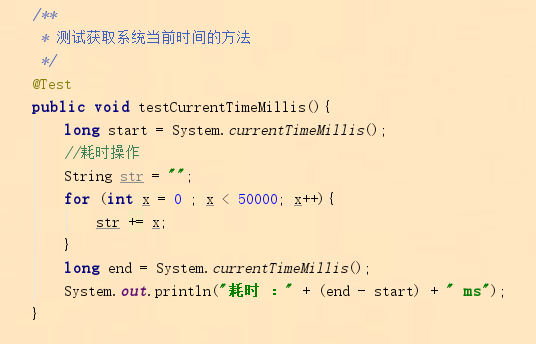 /**
 * 测试获取系统当前时间的方法
 */
@Test
public void testCurrentTimeMillis(){
    long start = System.currentTimeMillis();
    //耗时操作
    String str = "";
    for (int x = 0 ; x < 50000; x++){
        str += x;
    }
    long end = System.currentTimeMillis();
    System.out.println("耗时 :" + (end - start) + " ms");
}